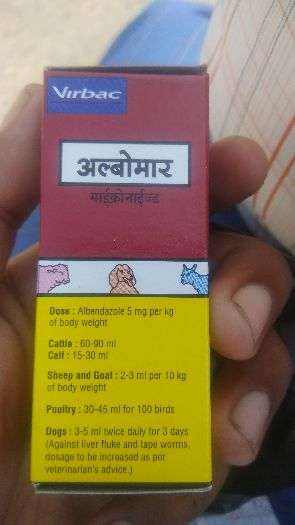 Virbac
अल्बोमार
माईक्रोनाईज्ड
Dose : Albendazole 5 mg per kg
of body weight
Cattle : 60-90 ml
Calf : 15-30 ml
Sheep and Goat : 2-3 ml per 10 kg
of body weight
Poultry : 30-45 ml for 100 birds
Dogs : 3-5 ml twice daily for 3 days
(Against liver fluke and tape worms,
dosage to be increased as per
veterinarian's advice.)